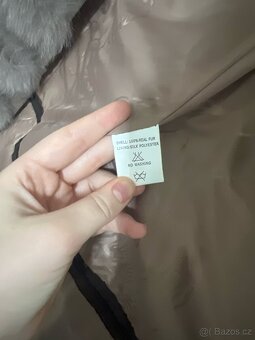 SHELL: 100% REAL FUR
LINING: SILK POLYESTER
NO WASHING
© Bazos.cz